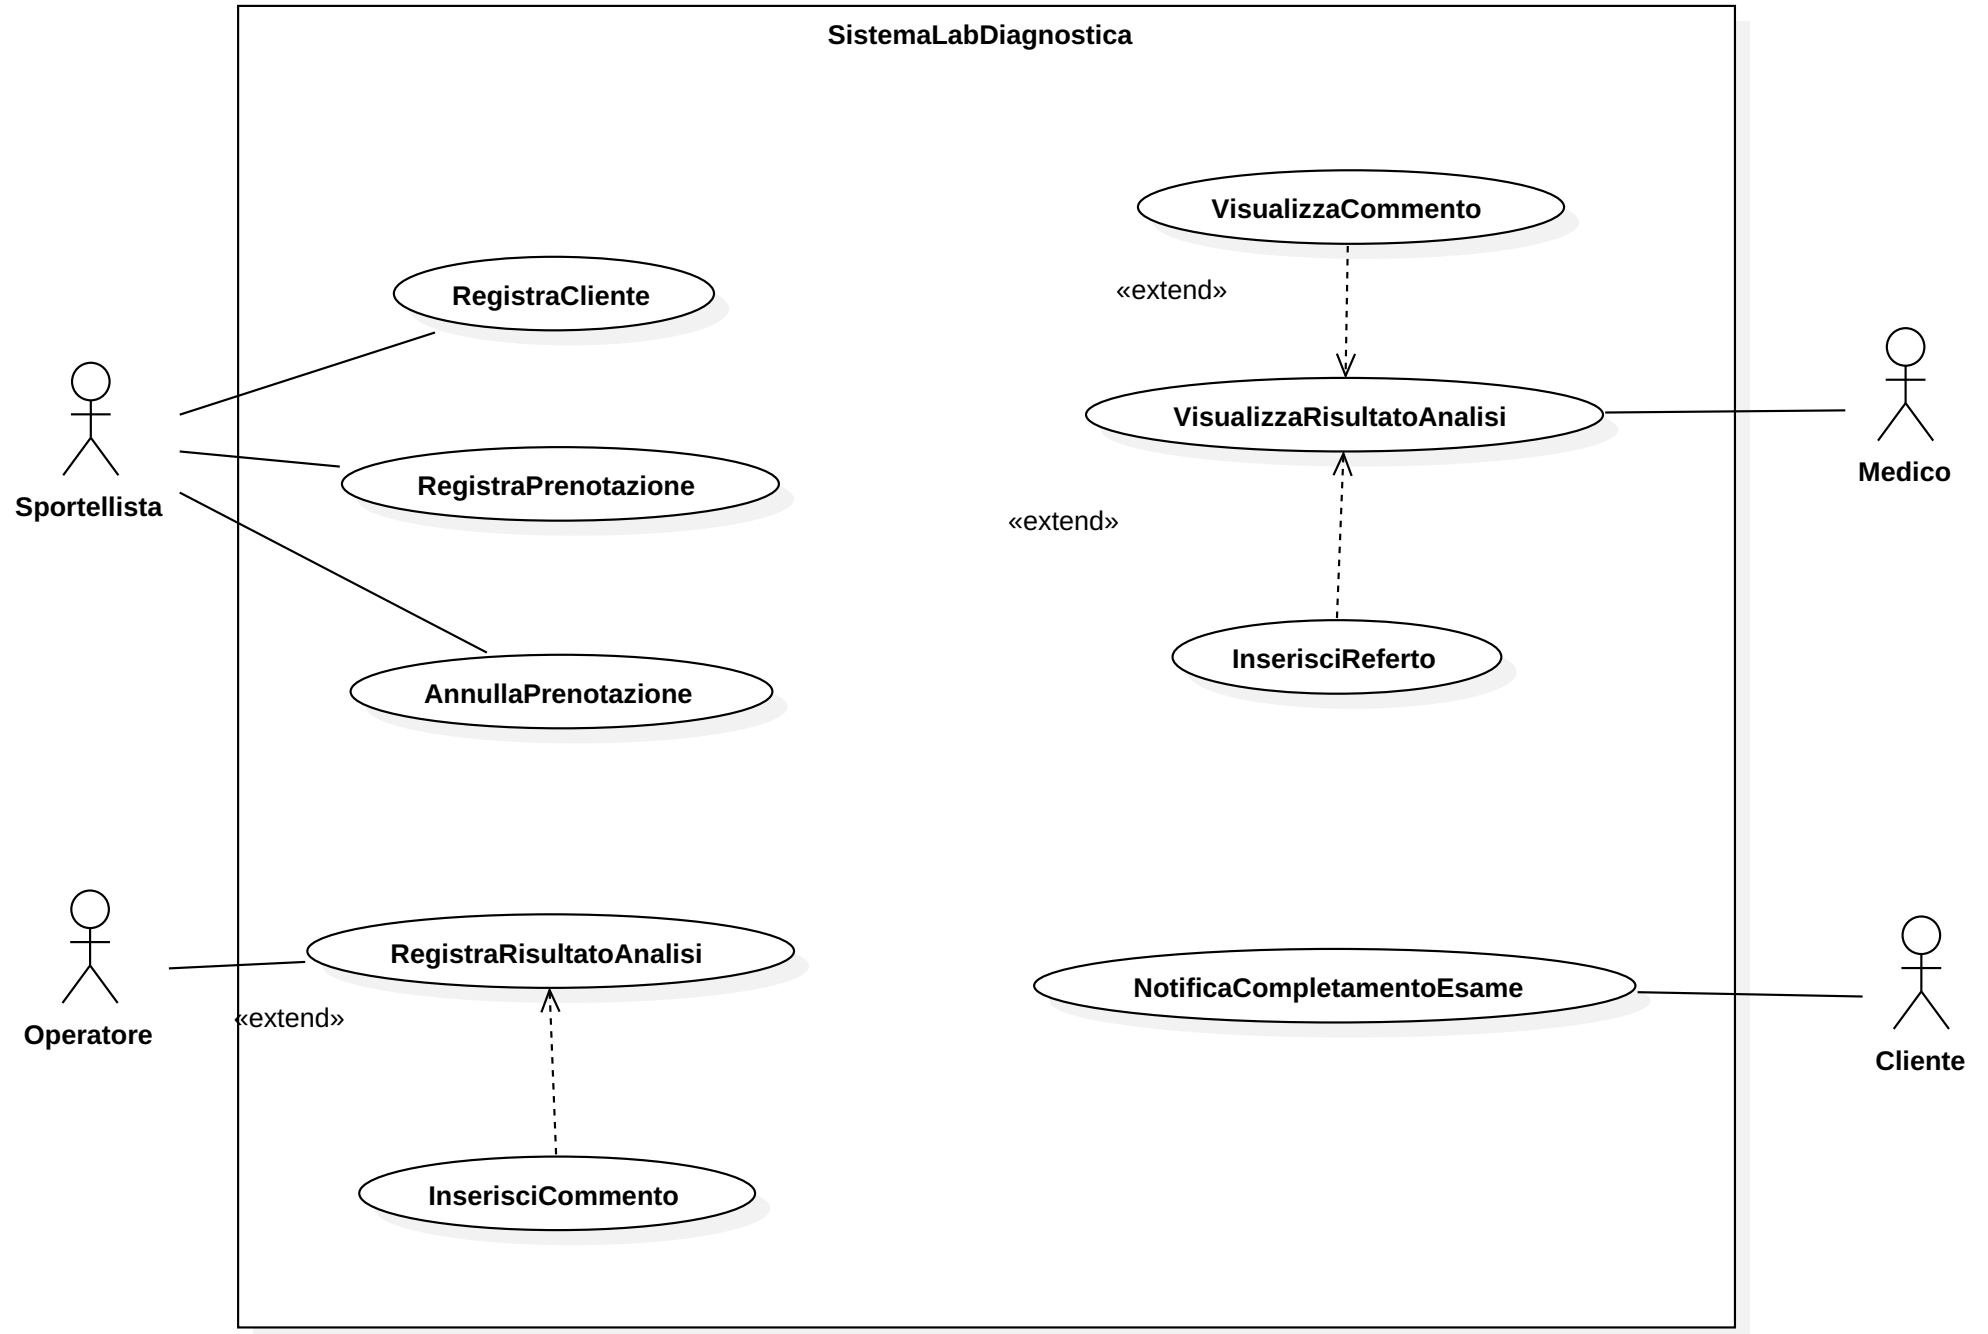 SistemaLabDiagnostica
VisualizzaCommento
RegistraCliente
«extend»
VisualizzaRisultatoAnalisi
Medico
RegistraPrenotazione
Sportellista
«extend»
InserisciReferto
AnnullaPrenotazione
RegistraRisultatoAnalisi
NotificaCompletamentoEsame
«extend»
Operatore
Cliente
InserisciCommento